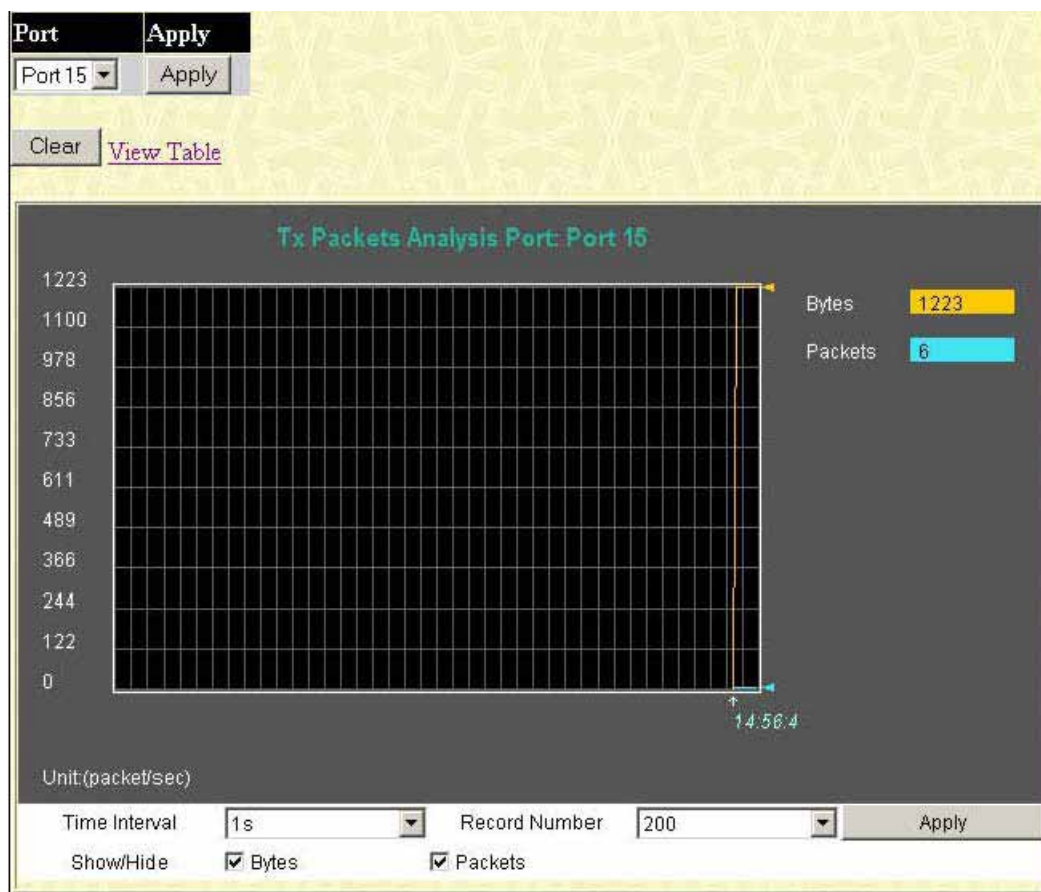 Port Apply
Port 15 Apply
Clear View Table
Tx Packets Analysis Port: Port 15
1223
1100
978
856
733
611
489
366
244
122
0
Bytes 1223
Packets 6
14:56:4
Unit:(packet/sec)
Time Interval 1s Record Number 200 Apply
Show/Hide Bytes Packets